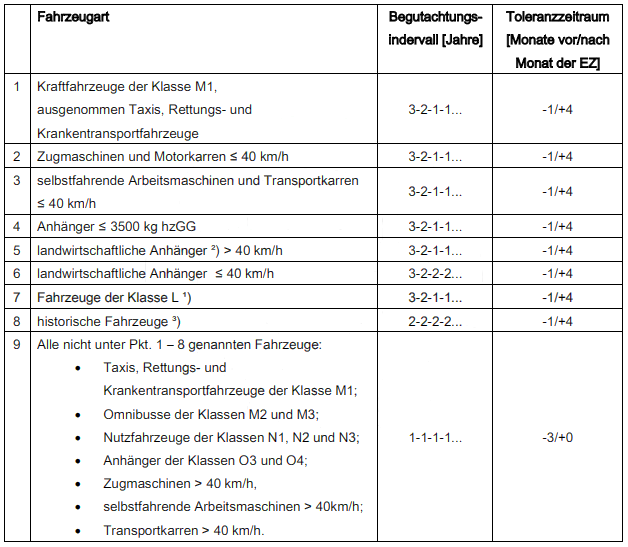 Fahrzeugart
Begutachtungs-
indervall [Jahre]
Toleranzzeitraum
[Monate vor/nach
Monat der EZ]
1
Kraftfahrzeuge der Klasse M1,
ausgenommen Taxis, Rettungs- und
Krankentransportfahrzeuge
3-2-1-1...
-1/+4
2
Zugmaschinen und Motorkarren ≤ 40 km/h
3-2-1-1...
-1/+4
3
selbstfahrende Arbeitsmaschinen und Transportkarren
≤ 40 km/h
3-2-1-1...
-1/+4
4
Anhänger ≤ 3500 kg hzGG
3-2-1-1...
-1/+4
5
landwirtschaftliche Anhänger ²) > 40 km/h
3-2-1-1...
-1/+4
6
landwirtschaftliche Anhänger ≤ 40 km/h
3-2-2-2...
-1/+4
7
Fahrzeuge der Klasse L ¹)
3-2-1-1...
-1/+4
8
historische Fahrzeuge ³)
2-2-2-2...
-1/+4
9
Alle nicht unter Pkt. 1 – 8 genannten Fahrzeuge:
• Taxis, Rettungs- und
Krankentransportfahrzeuge der Klasse M1;
• Omnibusse der Klassen M2 und M3;
• Nutzfahrzeuge der Klassen N1, N2 und N3;
• Anhänger der Klassen O3 und O4;
• Zugmaschinen > 40 km/h,
• selbstfahrende Arbeitsmaschinen > 40km/h;
• Transportkarren > 40 km/h.
1-1-1-1...
-3/+0